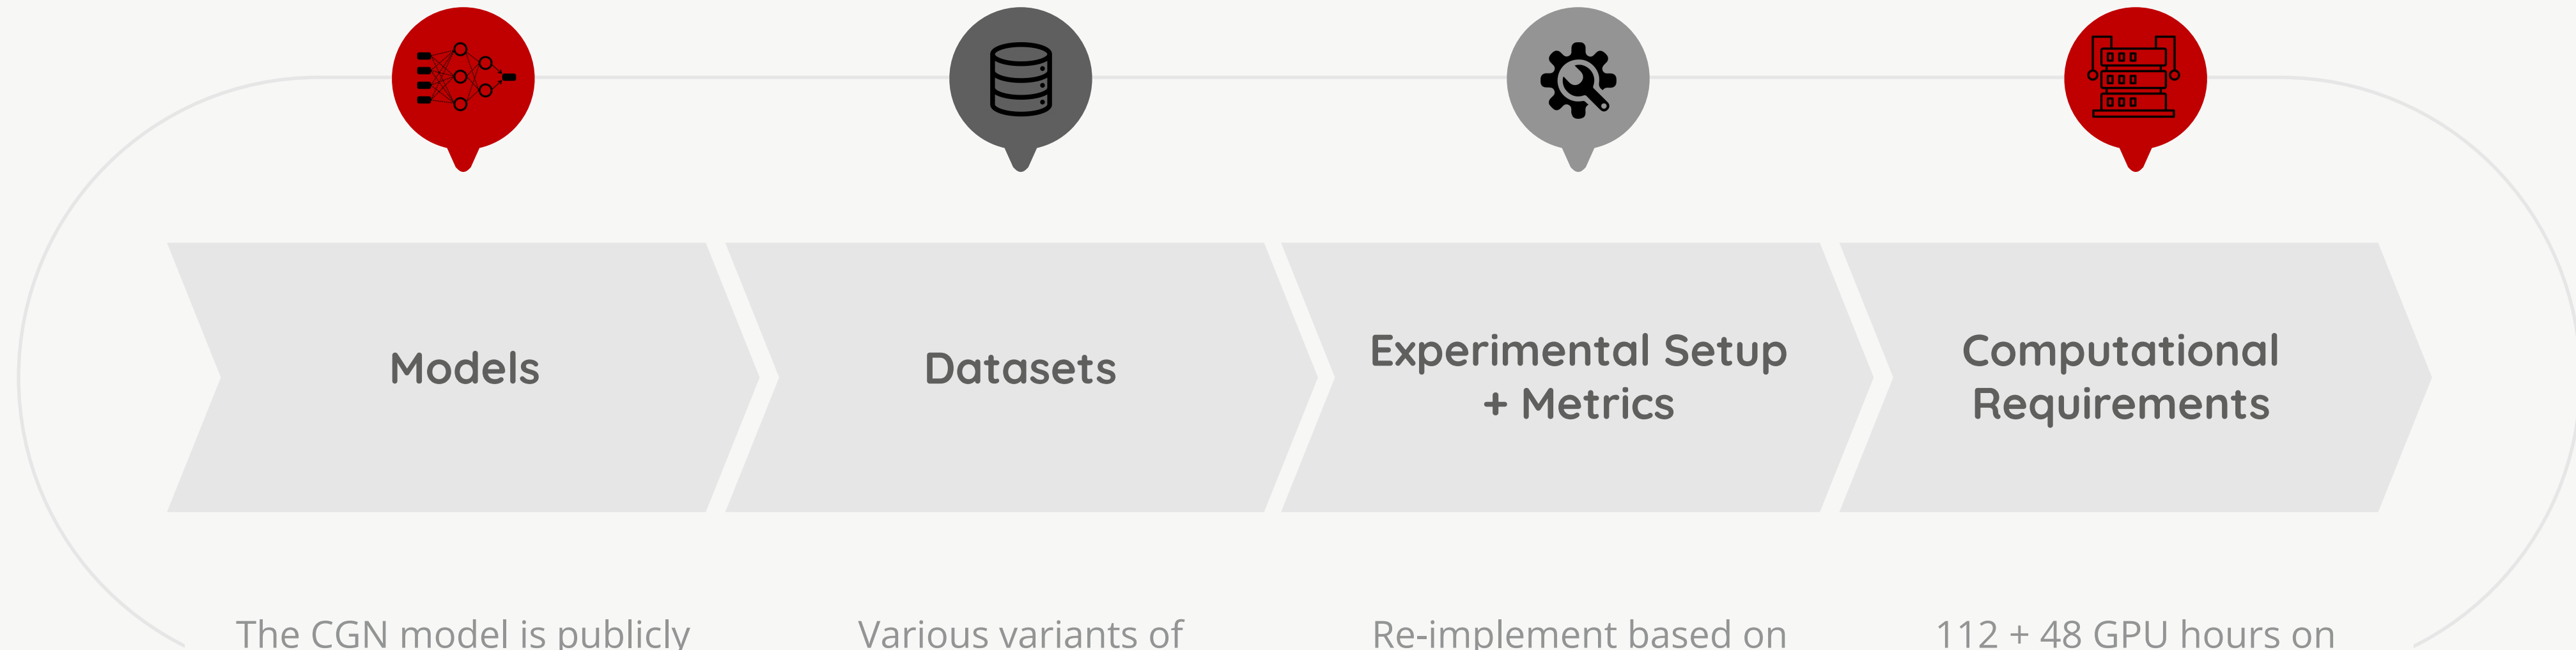 Models
Datasets
Experimental Setup
+ Metrics
Computational
Requirements
The CGN model is publicly
Various variants of
Re-implement based on
112 + 48 GPU hours on